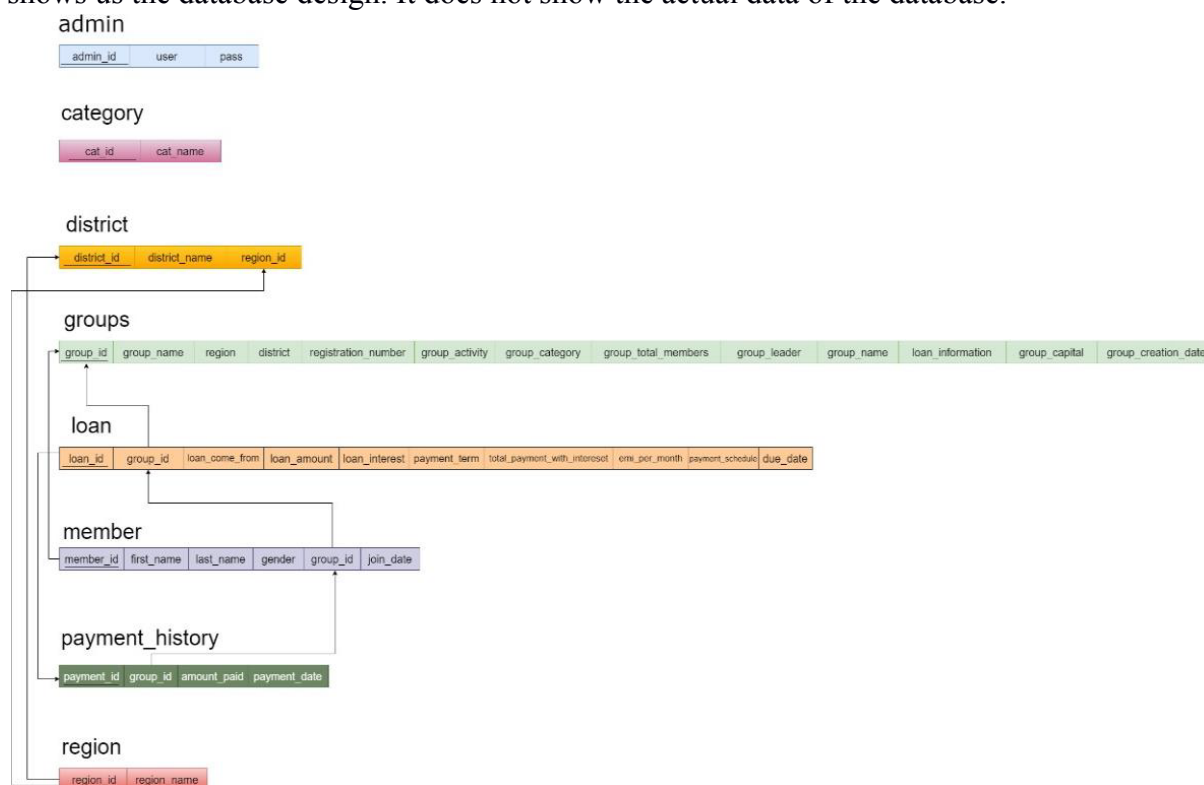 shows us the database design. It does not show the actual data of the database.
admin
admin_id user pass
category
cat_id cat_name
district
district_id district_name region_id
groups
group_id group_name region district registration_number group_activity group_category group_total_members group_leader group_name loan_information group_capital group_creation_date
loan
loan_id group_id loan_come_from loan_amount loan_interest payment_term total_payment_with_intereset emi_per_month payment_schedule due_date
member
member_id first_name last_name gender group_id join_date
payment_history
payment_id group_id amount_paid payment_date
region
region_id region_name